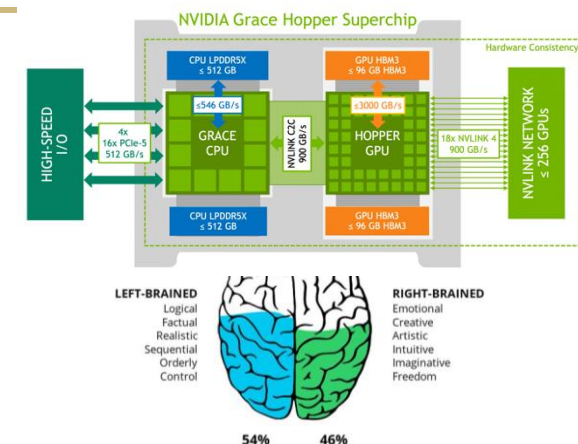 NVIDIA Grace Hopper Superchip
Hardware Consistency
CPU LPDDR5X
≤ 512 GB
GPU HBM3
≤ 96 GB HBM3
HIGH-SPEED
I/O
4x
16x PCIe-5
512 GB/s
≤546 GB/s
GRACE
CPU
NVLINK C2C
900 GB/s
≤3000 GB/s
HOPPER
GPU
18x NVLINK 4
900 GB/s
NVLINK NETWORK
≤ 256 GPUs
CPU LPDDR5X
≤ 512 GB
GPU HBM3
≤ 96 GB HBM3
LEFT-BRAINED
Logical
Factual
Realistic
Sequential
Orderly
Control
RIGHT-BRAINED
Emotional
Creative
Artistic
Intuitive
Imaginative
Freedom
54%
46%